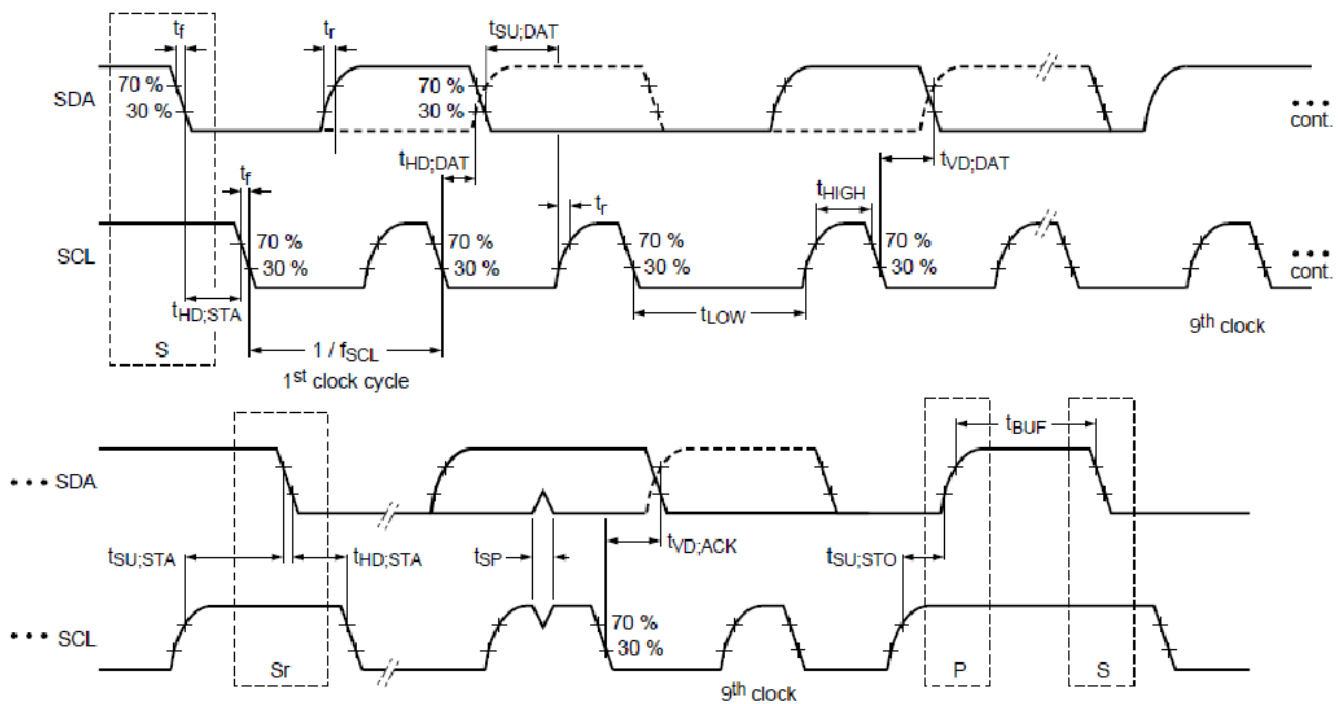 tf tr tSU;DAT
SDA 70 % 70 %
30 % 30 %
••• cont.
tHD;DAT tVD;DAT
tf tr tHIGH
SCL 70 % 70 % 70 %
30 % 30 % 30 % 30 %
••• cont.
tHD;STA tLOW
S 1 / fSCL 9th clock
1st clock cycle
tBUF
••• SDA
tSU;STA tHD;STA tSP tVD;ACK tSU;STO
••• SCL 70 %
30 %
Sr P S
9th clock